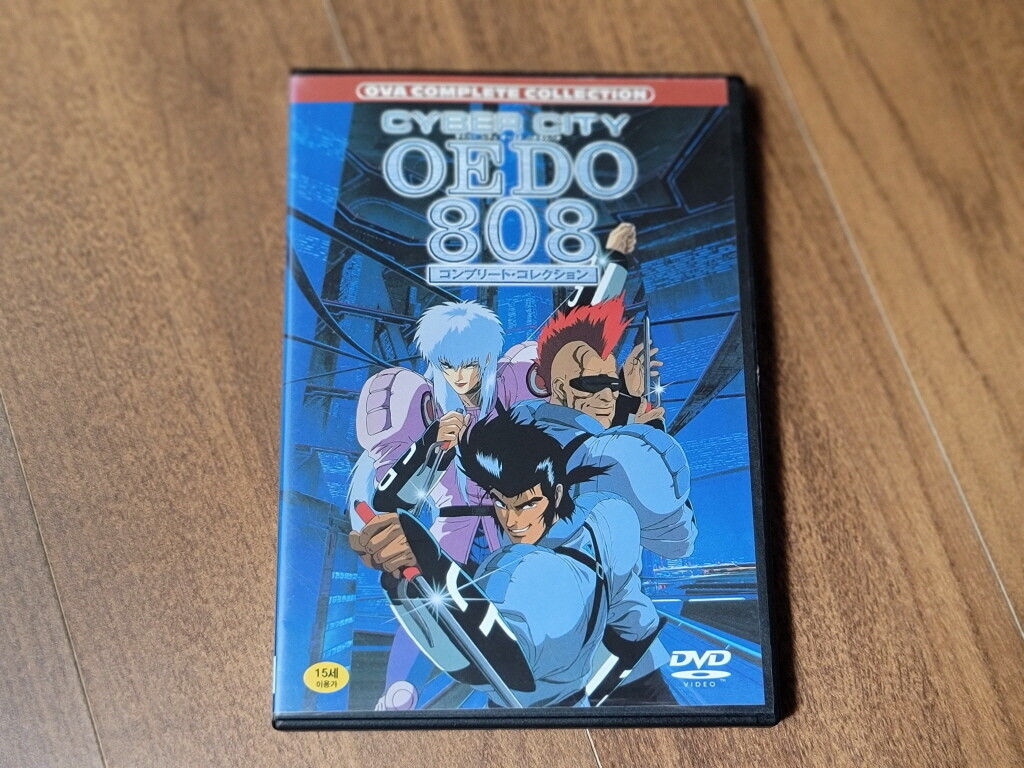 OVA COMPLETE COLLECTION
CYBER CITY
OEDO
808
コンプリート・コレクション
DVD
VIDEO™
15세
이용가